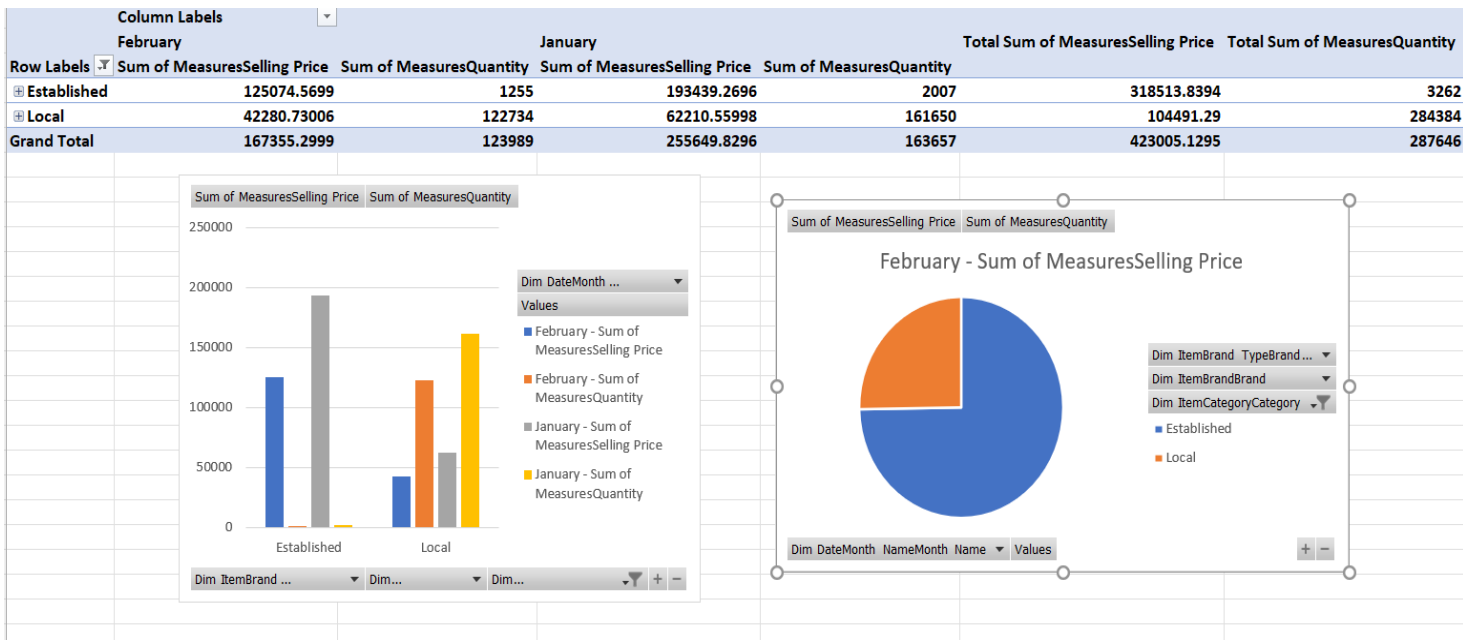 Column Labels
February January Total Sum of MeasuresSelling Price Total Sum of MeasuresQuantity
Row Labels Sum of MeasuresSelling Price Sum of MeasuresQuantity Sum of MeasuresSelling Price Sum of MeasuresQuantity
Established 125074.5699 1255 193439.2696 2007 318513.8394 3262
Local 42280.73006 122734 62210.55998 161650 104491.29 284384
Grand Total 167355.2999 123989 255649.8296 163657 423005.1295 287646
Sum of MeasuresSelling Price Sum of MeasuresQuantity
250000
200000
150000
100000
50000
0
Established Local
Dim DateMonth ...
Values
February - Sum of
MeasuresSelling Price
February - Sum of
MeasuresQuantity
January - Sum of
MeasuresSelling Price
January - Sum of
MeasuresQuantity
Dim ItemBrand ... Dim... Dim... + −
Sum of MeasuresSelling Price Sum of MeasuresQuantity
February - Sum of MeasuresSelling Price
Dim ItemBrand TypeBrand...
Dim ItemBrandBrand
Dim ItemCategoryCategory
Established
Local
Dim DateMonth NameMonth Name Values + −